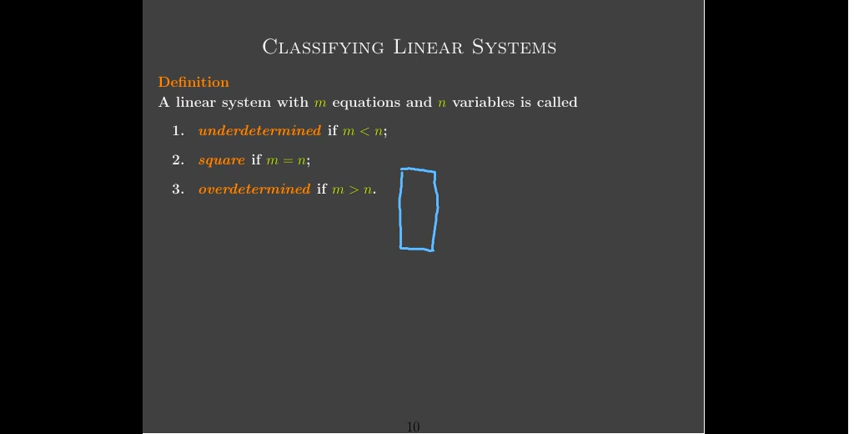 Classifying Linear Systems
Definition
A linear system with m equations and n variables is called
1. underdetermined if m < n;
2. square if m = n;
3. overdetermined if m > n.
10